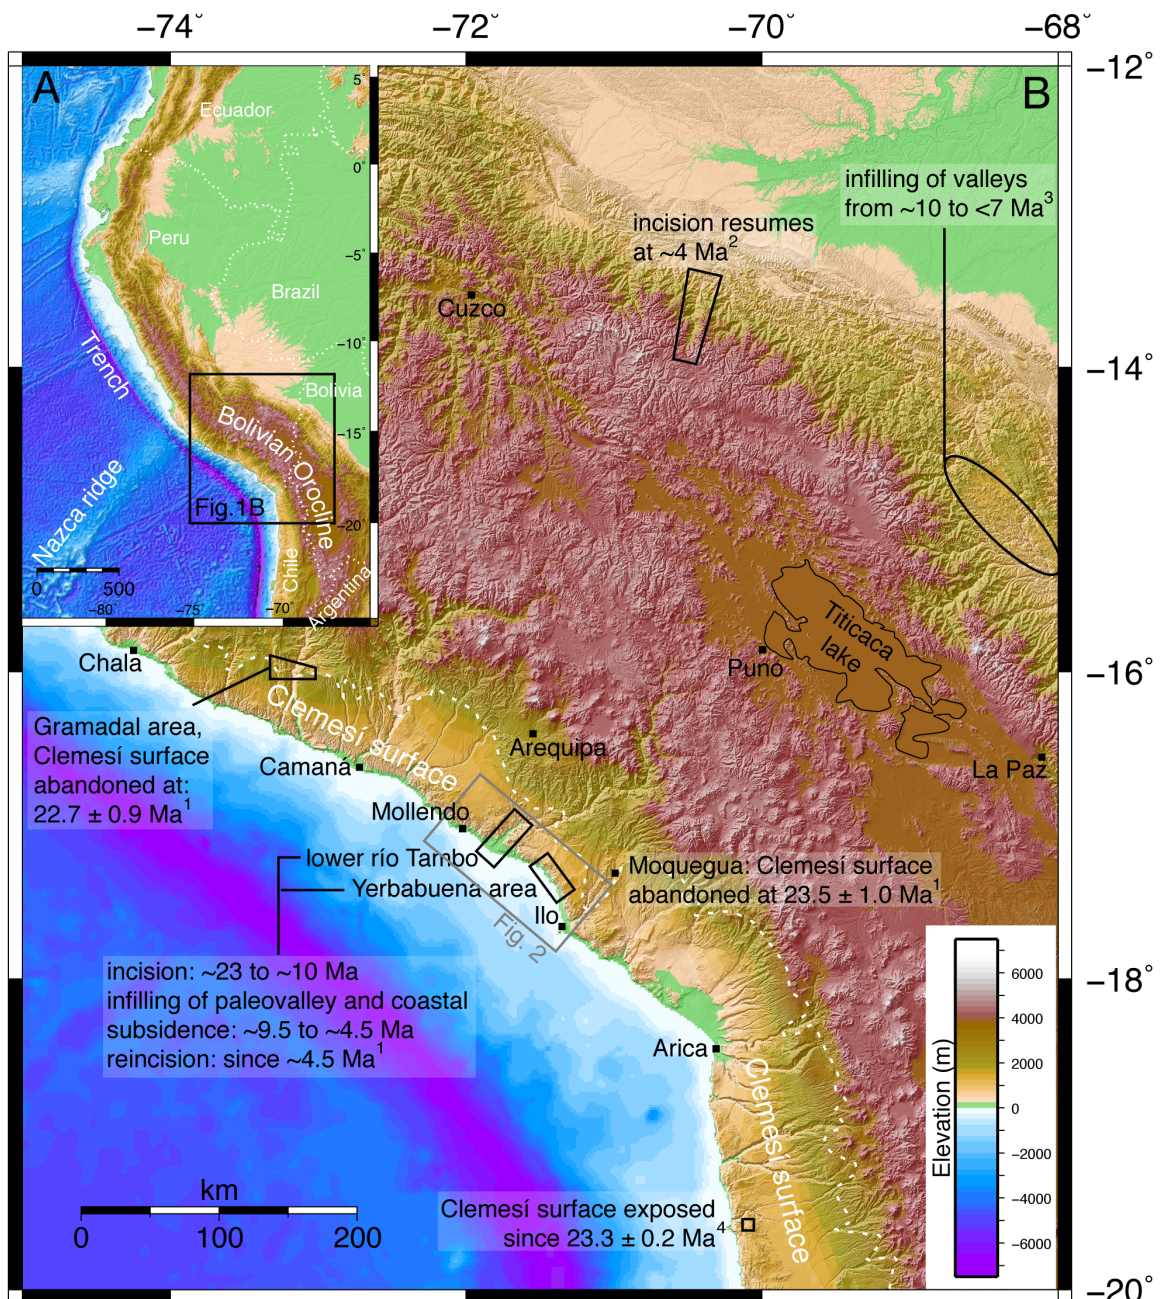 −74°
−72°
−70°
−68°
−12°
−14°
−16°
−18°
−20°
A
Ecuador
Peru
Brazil
Bolivia
Trench
Bolivian Orocline
Nazca ridge
Fig.1B
Chile
Argentina
5°
0°
−5°
−10°
−15°
−20°
−80°
−75°
−70°
0
500
B
infilling of valleys
from ~10 to <7 Ma3
incision resumes
at ~4 Ma2
Cuzco
Titicaca
lake
Puno
La Paz
Chala
Clemesí surface
Gramadal area,
Clemesí surface
abandoned at:
22.7 ± 0.9 Ma1
Arequipa
Camaná
Mollendo
lower río Tambo
Yerbabuena area
Ilo
Fig. 2
Moquegua: Clemesí surface
abandoned at 23.5 ± 1.0 Ma1
incision: ~23 to ~10 Ma
infilling of paleovalley and coastal
subsidence: ~9.5 to ~4.5 Ma
reincision: since ~4.5 Ma1
Arica
Clemesí surface
Clemesí surface exposed
since 23.3 ± 0.2 Ma4
km
0
100
200
Elevation (m)
6000
4000
2000
0
−2000
−4000
−6000